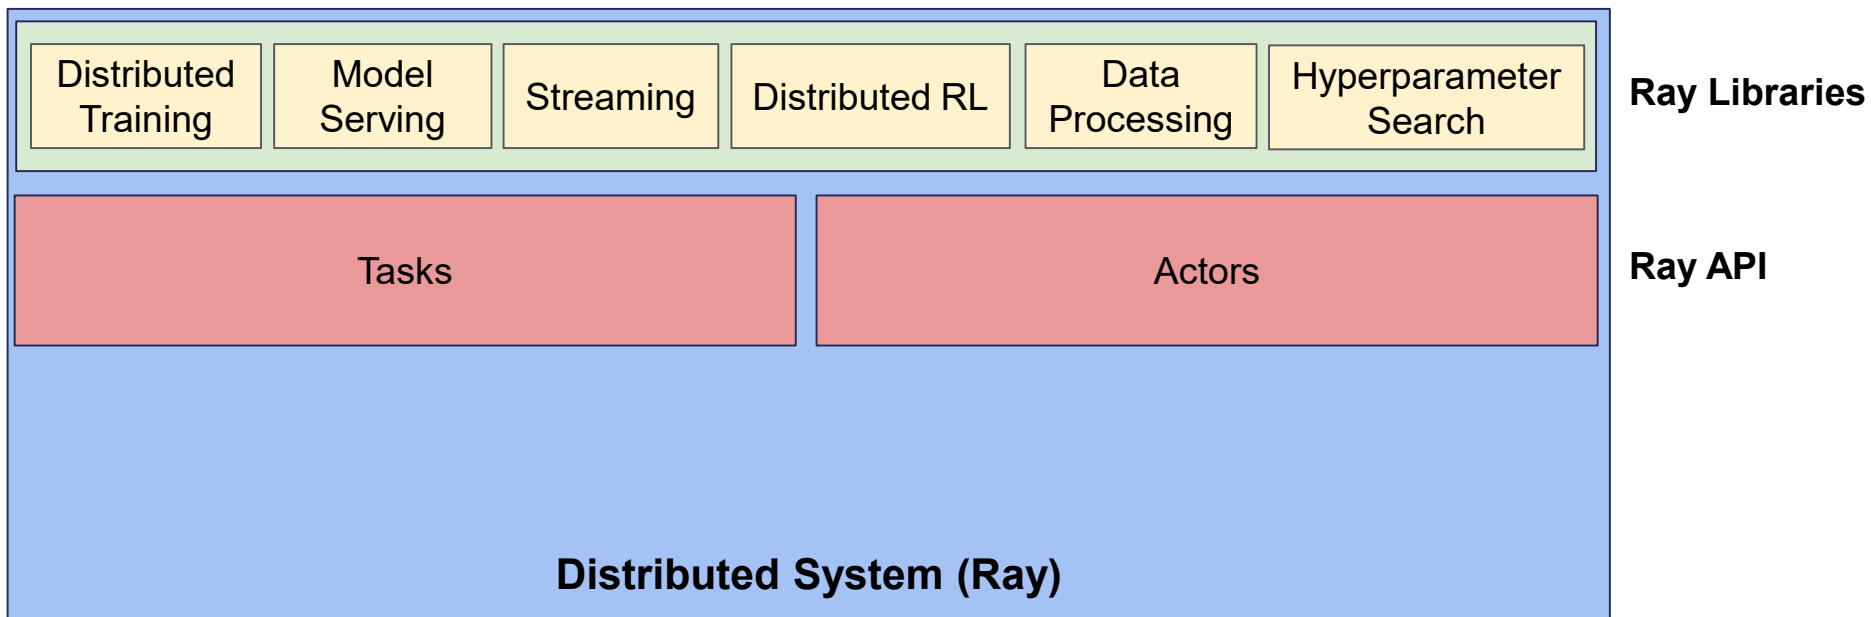 Distributed
Training
Model
Serving
Streaming
Distributed RL
Data
Processing
Hyperparameter
Search
Ray Libraries
Tasks
Actors
Ray API
Distributed System (Ray)